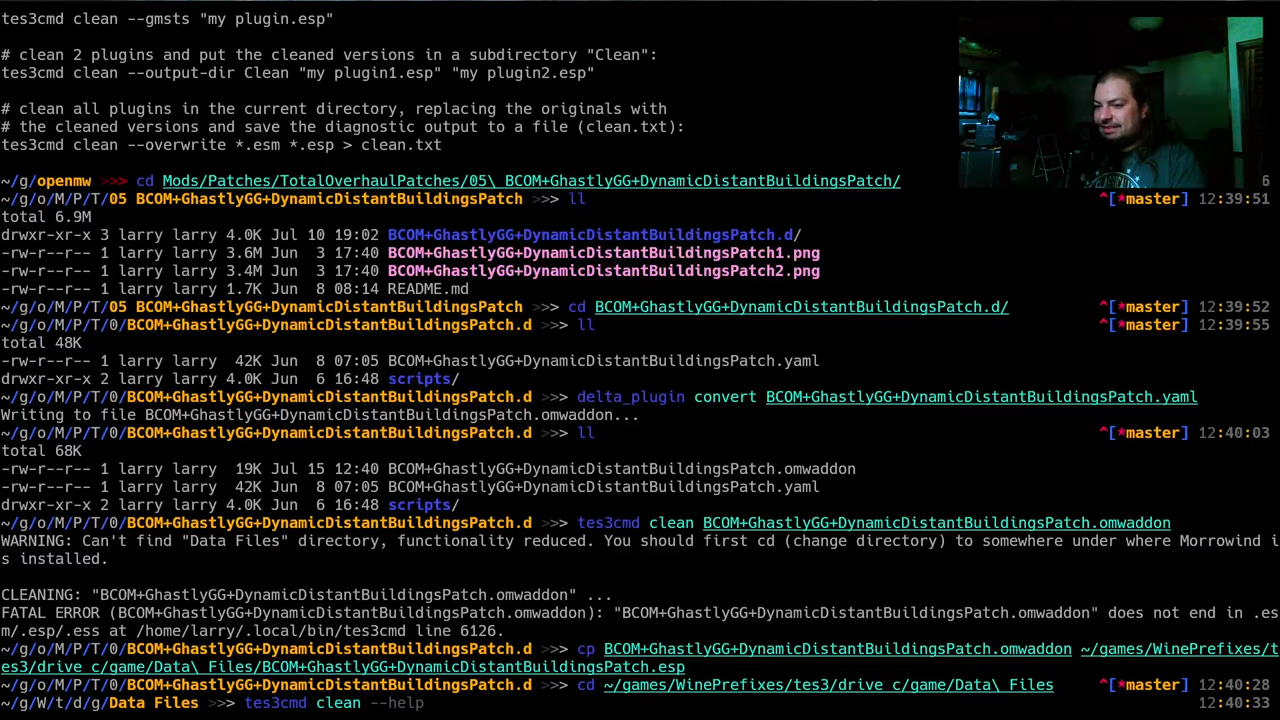 tes3cmd clean --gmsts "my plugin.esp"
# clean 2 plugins and put the cleaned versions in a subdirectory "Clean":
tes3cmd clean --output-dir Clean "my plugin1.esp" "my plugin2.esp"
# clean all plugins in the current directory, replacing the originals with
# the cleaned versions and save the diagnostic output to a file (clean.txt):
tes3cmd clean --overwrite *.esm *.esp > clean.txt
~/g/openmw >>> cd Mods/Patches/TotalOverhaulPatches/05\ BCOM+GhastlyGG+DynamicDistantBuildingsPatch/ 6
~/g/o/M/P/T/05 BCOM+GhastlyGG+DynamicDistantBuildingsPatch >>> ll ^[*master] 12:39:51
total 6.9M
drwxr-xr-x 3 larry larry 4.0K Jul 10 19:02 BCOM+GhastlyGG+DynamicDistantBuildingsPatch.d/
-rw-r--r-- 1 larry larry 3.6M Jun  3 17:40 BCOM+GhastlyGG+DynamicDistantBuildingsPatch1.png
-rw-r--r-- 1 larry larry 3.4M Jun  3 17:40 BCOM+GhastlyGG+DynamicDistantBuildingsPatch2.png
-rw-r--r-- 1 larry larry 1.7K Jun  8 08:14 README.md
~/g/o/M/P/T/05 BCOM+GhastlyGG+DynamicDistantBuildingsPatch >>> cd BCOM+GhastlyGG+DynamicDistantBuildingsPatch.d/ ^[*master] 12:39:52
~/g/o/M/P/T/0/BCOM+GhastlyGG+DynamicDistantBuildingsPatch.d >>> ll ^[*master] 12:39:55
total 48K
-rw-r--r-- 1 larry larry  42K Jun  8 07:05 BCOM+GhastlyGG+DynamicDistantBuildingsPatch.yaml
drwxr-xr-x 2 larry larry 4.0K Jun  6 16:48 scripts/
~/g/o/M/P/T/0/BCOM+GhastlyGG+DynamicDistantBuildingsPatch.d >>> delta_plugin convert BCOM+GhastlyGG+DynamicDistantBuildingsPatch.yaml
Writing to file BCOM+GhastlyGG+DynamicDistantBuildingsPatch.omwaddon...
~/g/o/M/P/T/0/BCOM+GhastlyGG+DynamicDistantBuildingsPatch.d >>> ll ^[*master] 12:40:03
total 68K
-rw-r--r-- 1 larry larry  19K Jul 15 12:40 BCOM+GhastlyGG+DynamicDistantBuildingsPatch.omwaddon
-rw-r--r-- 1 larry larry  42K Jun  8 07:05 BCOM+GhastlyGG+DynamicDistantBuildingsPatch.yaml
drwxr-xr-x 2 larry larry 4.0K Jun  6 16:48 scripts/
~/g/o/M/P/T/0/BCOM+GhastlyGG+DynamicDistantBuildingsPatch.d >>> tes3cmd clean BCOM+GhastlyGG+DynamicDistantBuildingsPatch.omwaddon
WARNING: Can't find "Data Files" directory, functionality reduced. You should first cd (change directory) to somewhere under where Morrowind i
s installed.
CLEANING: "BCOM+GhastlyGG+DynamicDistantBuildingsPatch.omwaddon" ...
FATAL ERROR (BCOM+GhastlyGG+DynamicDistantBuildingsPatch.omwaddon): "BCOM+GhastlyGG+DynamicDistantBuildingsPatch.omwaddon" does not end in .es
m/.esp/.ess at /home/larry/.local/bin/tes3cmd line 6126.
~/g/o/M/P/T/0/BCOM+GhastlyGG+DynamicDistantBuildingsPatch.d >>> cp BCOM+GhastlyGG+DynamicDistantBuildingsPatch.omwaddon ~/games/WinePrefixes/t
es3/drive_c/game/Data\ Files/BCOM+GhastlyGG+DynamicDistantBuildingsPatch.esp
~/g/o/M/P/T/0/BCOM+GhastlyGG+DynamicDistantBuildingsPatch.d >>> cd ~/games/WinePrefixes/tes3/drive_c/game/Data\ Files ^[*master] 12:40:28
~/g/W/t/d/g/Data Files >>> tes3cmd clean --help 12:40:33